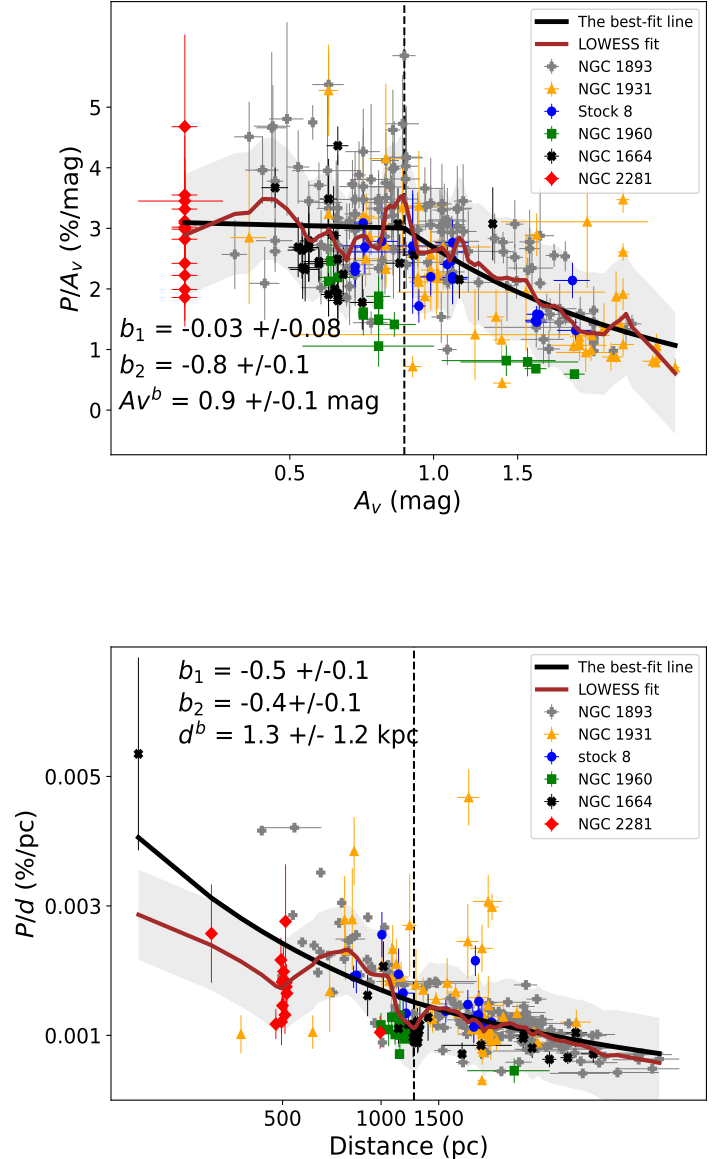 The best-fit line
LOWESS fit
NGC 1893
NGC 1931
Stock 8
NGC 1960
NGC 1664
NGC 2281
5
4
3
2
1
0
P/A_v (%/mag)
b_1 = -0.03 +/-0.08
b_2 = -0.8 +/-0.1
Av^b = 0.9 +/-0.1 mag
0.5 1.0 1.5
A_v (mag)
b_1 = -0.5 +/-0.1
b_2 = -0.4+/-0.1
d^b = 1.3 +/- 1.2 kpc
The best-fit line
LOWESS fit
NGC 1893
NGC 1931
stock 8
NGC 1960
NGC 1664
NGC 2281
0.005
0.003
0.001
P/d (%/pc)
500 1000 1500
Distance (pc)